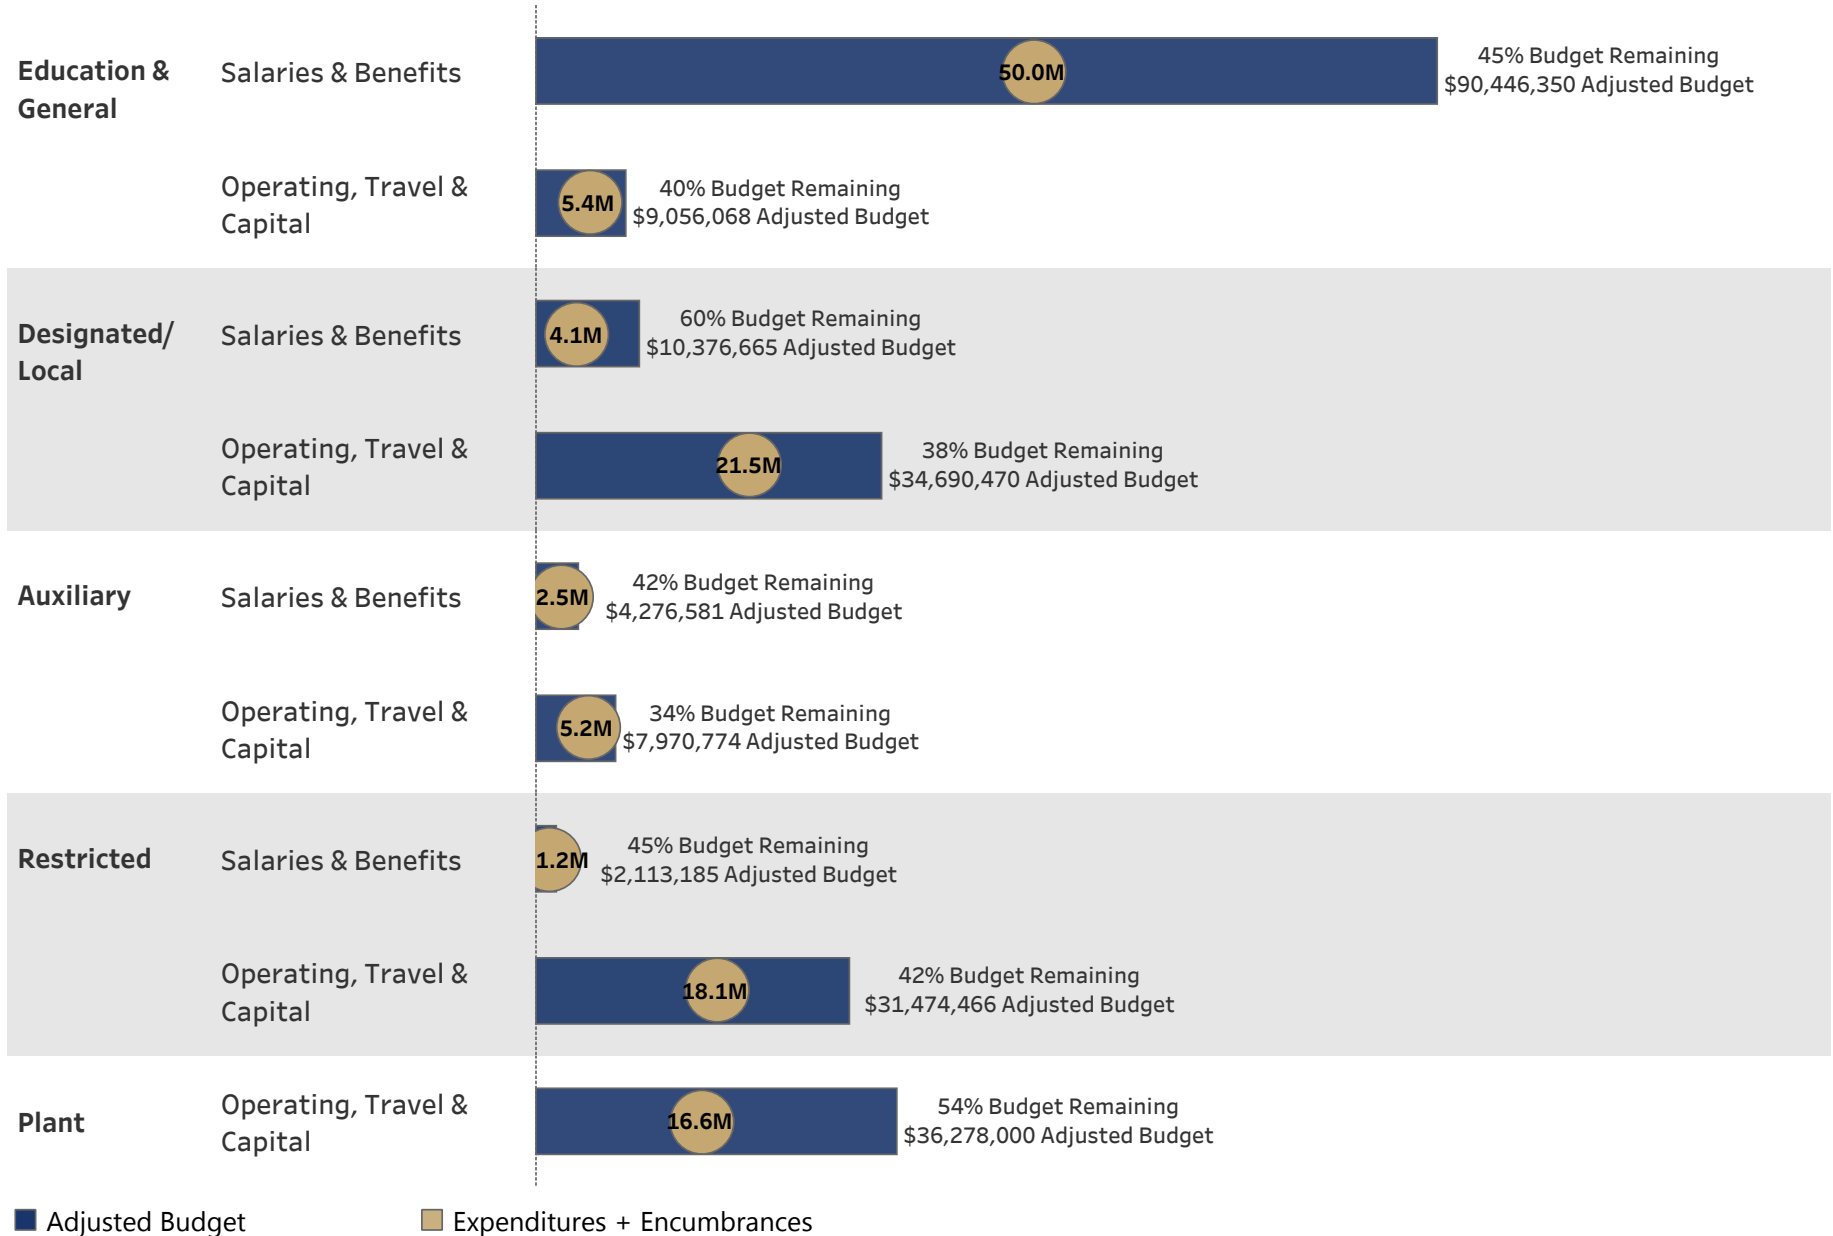 Education &
General
Salaries & Benefits
50.0M
45% Budget Remaining
$90,446,350 Adjusted Budget
Operating, Travel &
Capital
5.4M
40% Budget Remaining
$9,056,068 Adjusted Budget
Designated/
Local
Salaries & Benefits
4.1M
60% Budget Remaining
$10,376,665 Adjusted Budget
Operating, Travel &
Capital
21.5M
38% Budget Remaining
$34,690,470 Adjusted Budget
Auxiliary
Salaries & Benefits
2.5M
42% Budget Remaining
$4,276,581 Adjusted Budget
Operating, Travel &
Capital
5.2M
34% Budget Remaining
$7,970,774 Adjusted Budget
Restricted
Salaries & Benefits
1.2M
45% Budget Remaining
$2,113,185 Adjusted Budget
Operating, Travel &
Capital
18.1M
42% Budget Remaining
$31,474,466 Adjusted Budget
Plant
Operating, Travel &
Capital
16.6M
54% Budget Remaining
$36,278,000 Adjusted Budget
Adjusted Budget
Expenditures + Encumbrances